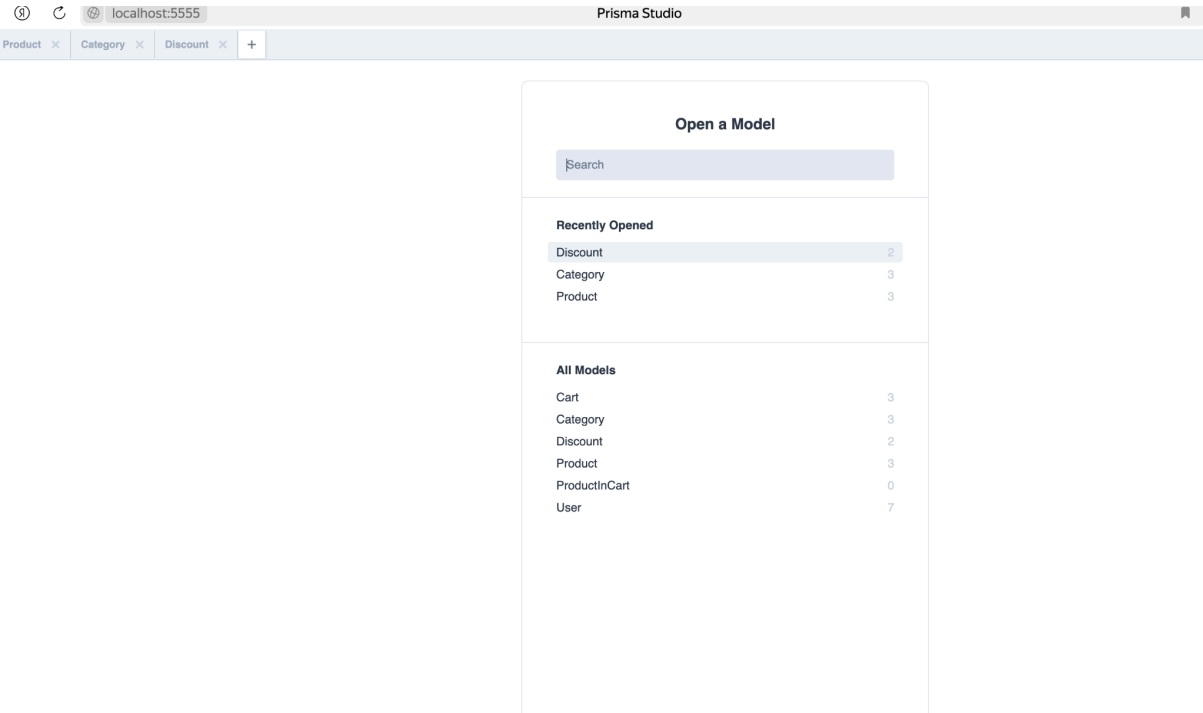 Я localhost:5555 Prisma Studio
Product × Category × Discount × +
Open a Model
Search
Recently Opened
Discount 2
Category 3
Product 3
All Models
Cart 3
Category 3
Discount 2
Product 3
ProductInCart 0
User 7